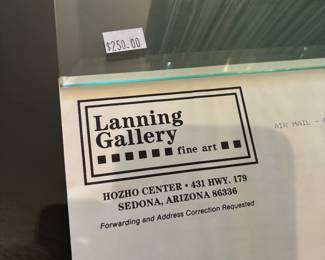 $250.00
Lanning
Gallery
fine art
AIR MAIL -
HOZHO CENTER • 431 HWY. 179
SEDONA, ARIZONA 86336
Forwarding and Address Correction Requested